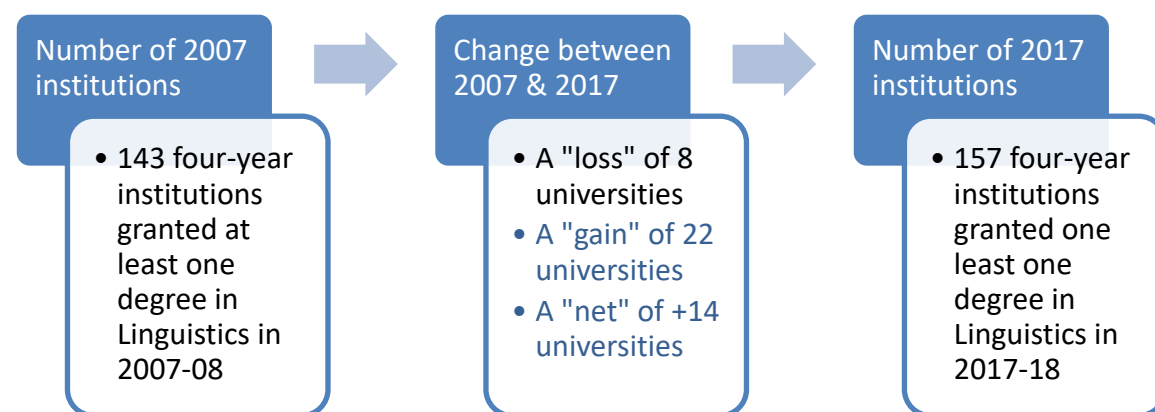 Number of 2007
institutions
• 143 four-year
institutions
granted at
least one
degree in
Linguistics in
2007-08
Change between
2007 & 2017
• A "loss" of 8
universities
• A "gain" of 22
universities
• A "net" of +14
universities
Number of 2017
institutions
• 157 four-year
institutions
granted one
least one
degree in
Linguistics in
2017-18